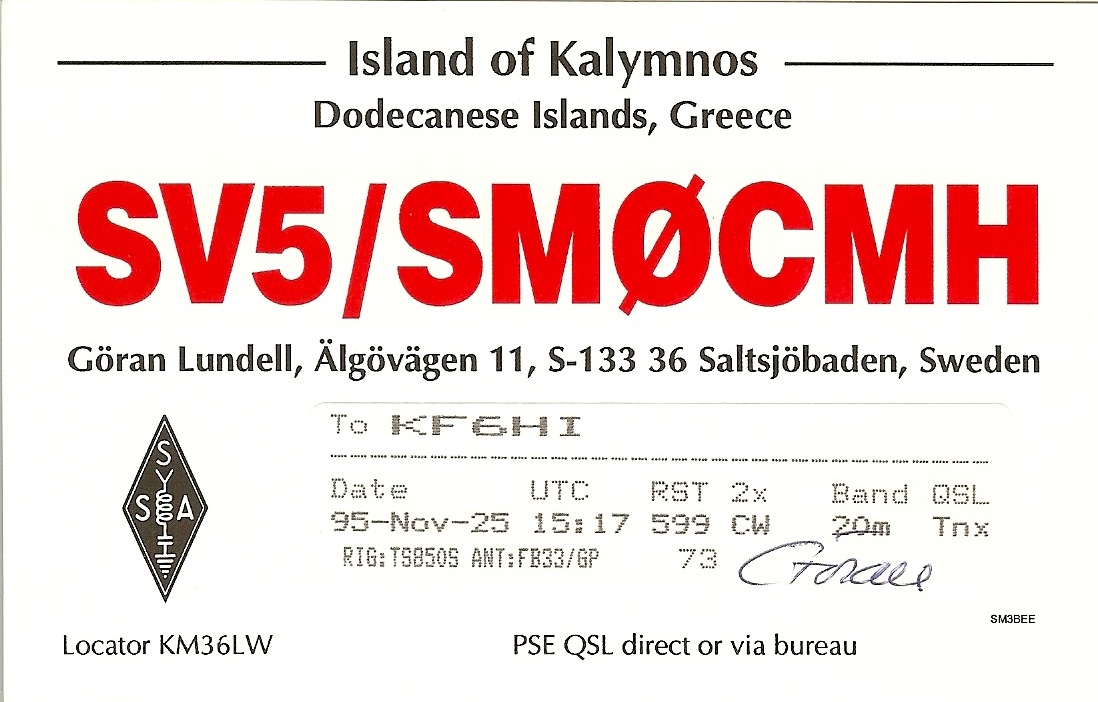 Island of Kalymnos
Dodecanese Islands, Greece
SV5/SMØCMH
Göran Lundell, Älgövägen 11, S-133 36 Saltsjöbaden, Sweden
To KF6HI
Date UTC RST 2x Band QSL
95-Nov-25 15:17 599 CW 20m Tnx
RIG:TS850S ANT:FB33/GP 73 Göran
S
S A
SM3BEE
Locator KM36LW PSE QSL direct or via bureau